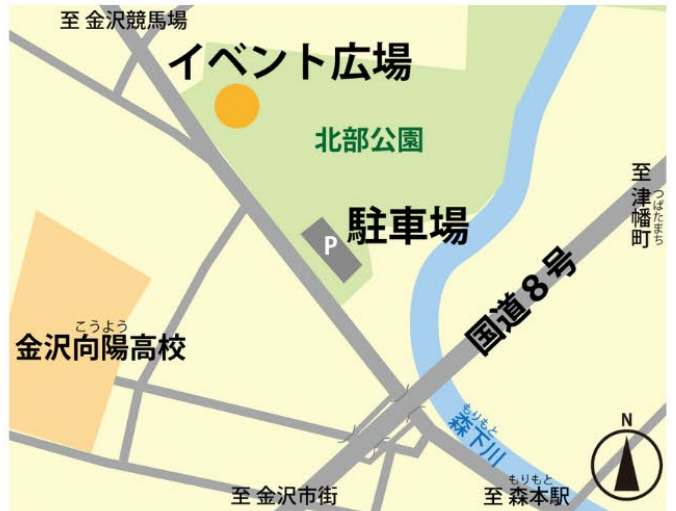 至 金沢競馬場
イベント広場
北部公園
至 津幡町
つばたまち
P
駐車場
国道8号
こうよう
金沢向陽高校
もりもと
森下川
N
至 金沢市街
もりもと
至 森本駅